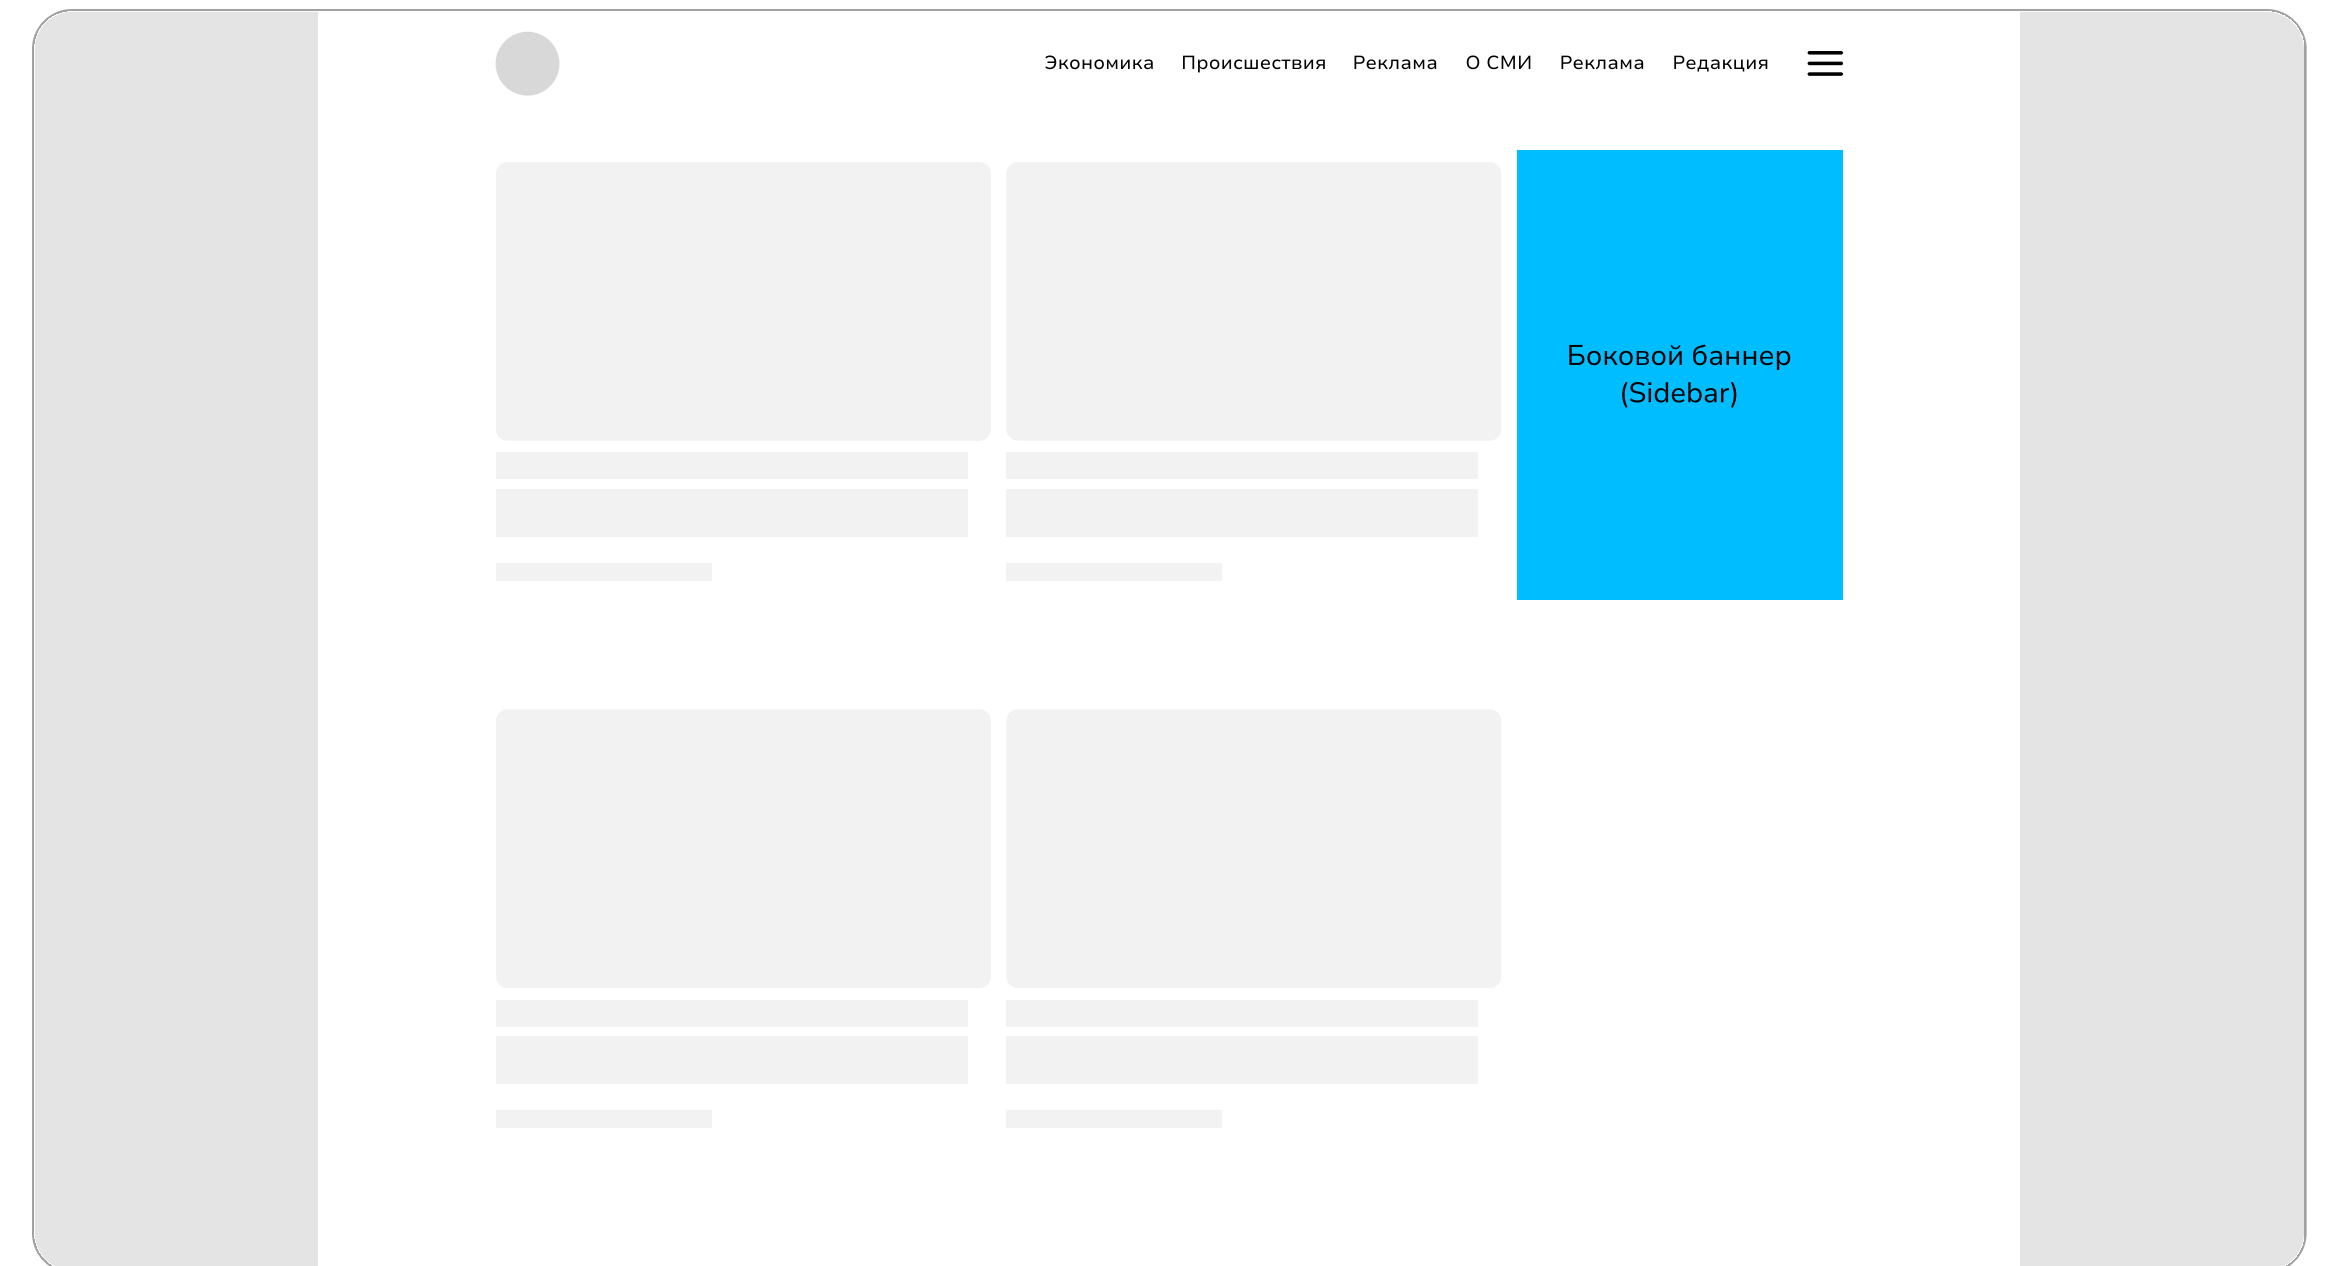 Экономика Происшествия Реклама О СМИ Реклама Редакция
Боковой баннер
(Sidebar)